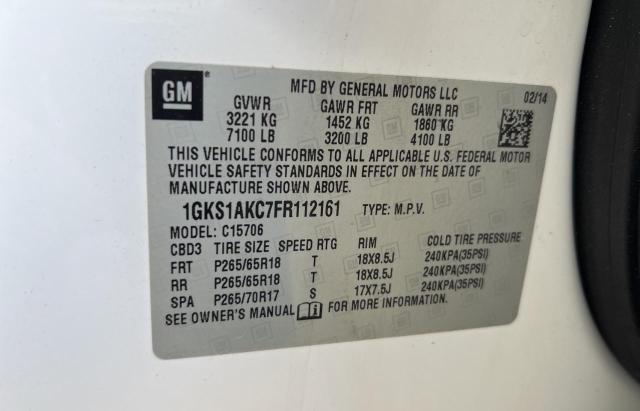 GM
MFD BY GENERAL MOTORS LLC
02/14
GVWR GAWR FRT GAWR RR
3221 KG 1452 KG 1860 KG
7100 LB 3200 LB 4100 LB
THIS VEHICLE CONFORMS TO ALL APPLICABLE U.S. FEDERAL MOTOR
VEHICLE SAFETY STANDARDS IN EFFECT ON THE DATE OF
MANUFACTURE SHOWN ABOVE.
1GKS1AKC7FR112161 TYPE: M.P.V.
MODEL: C15706
CBD3 TIRE SIZE SPEED RTG RIM COLD TIRE PRESSURE
FRT P265/65R18 T 18X8.5J 240KPA(35PSI)
RR P265/65R18 T 18X8.5J 240KPA(35PSI)
SPA P265/70R17 S 17X7.5J 240KPA(35PSI)
SEE OWNER'S MANUAL FOR MORE INFORMATION.